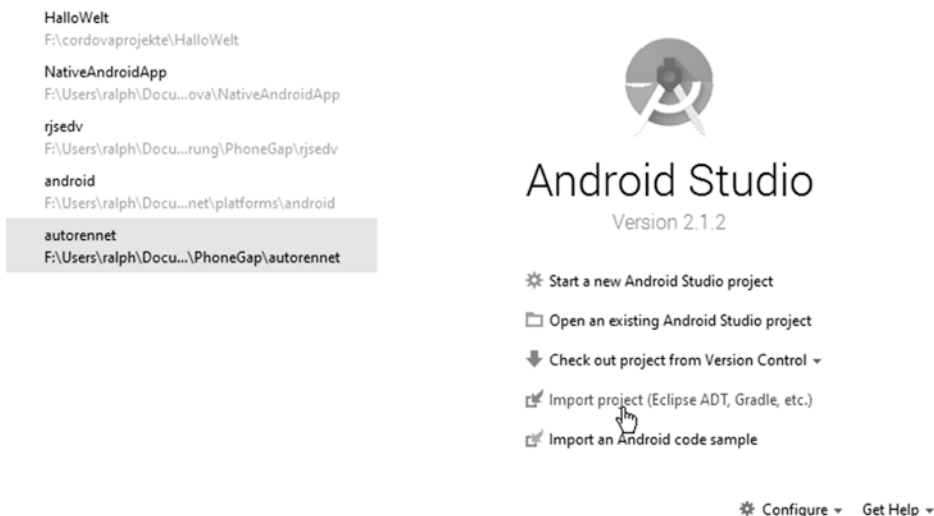 HalloWelt
F:\cordovaprojekte\HalloWelt
NativeAndroidApp
F:\Users\ralph\Docu...ova\NativeAndroidApp
rjsedv
F:\Users\ralph\Docu...rung\PhoneGap\rjsedv
android
F:\Users\ralph\Docu...net\platforms\android
autorennet
F:\Users\ralph\Docu...\PhoneGap\autorennet
Android Studio
Version 2.1.2
Start a new Android Studio project
Open an existing Android Studio project
Check out project from Version Control
Import project (Eclipse ADT, Gradle, etc.)
Import an Android code sample
Configure
Get Help